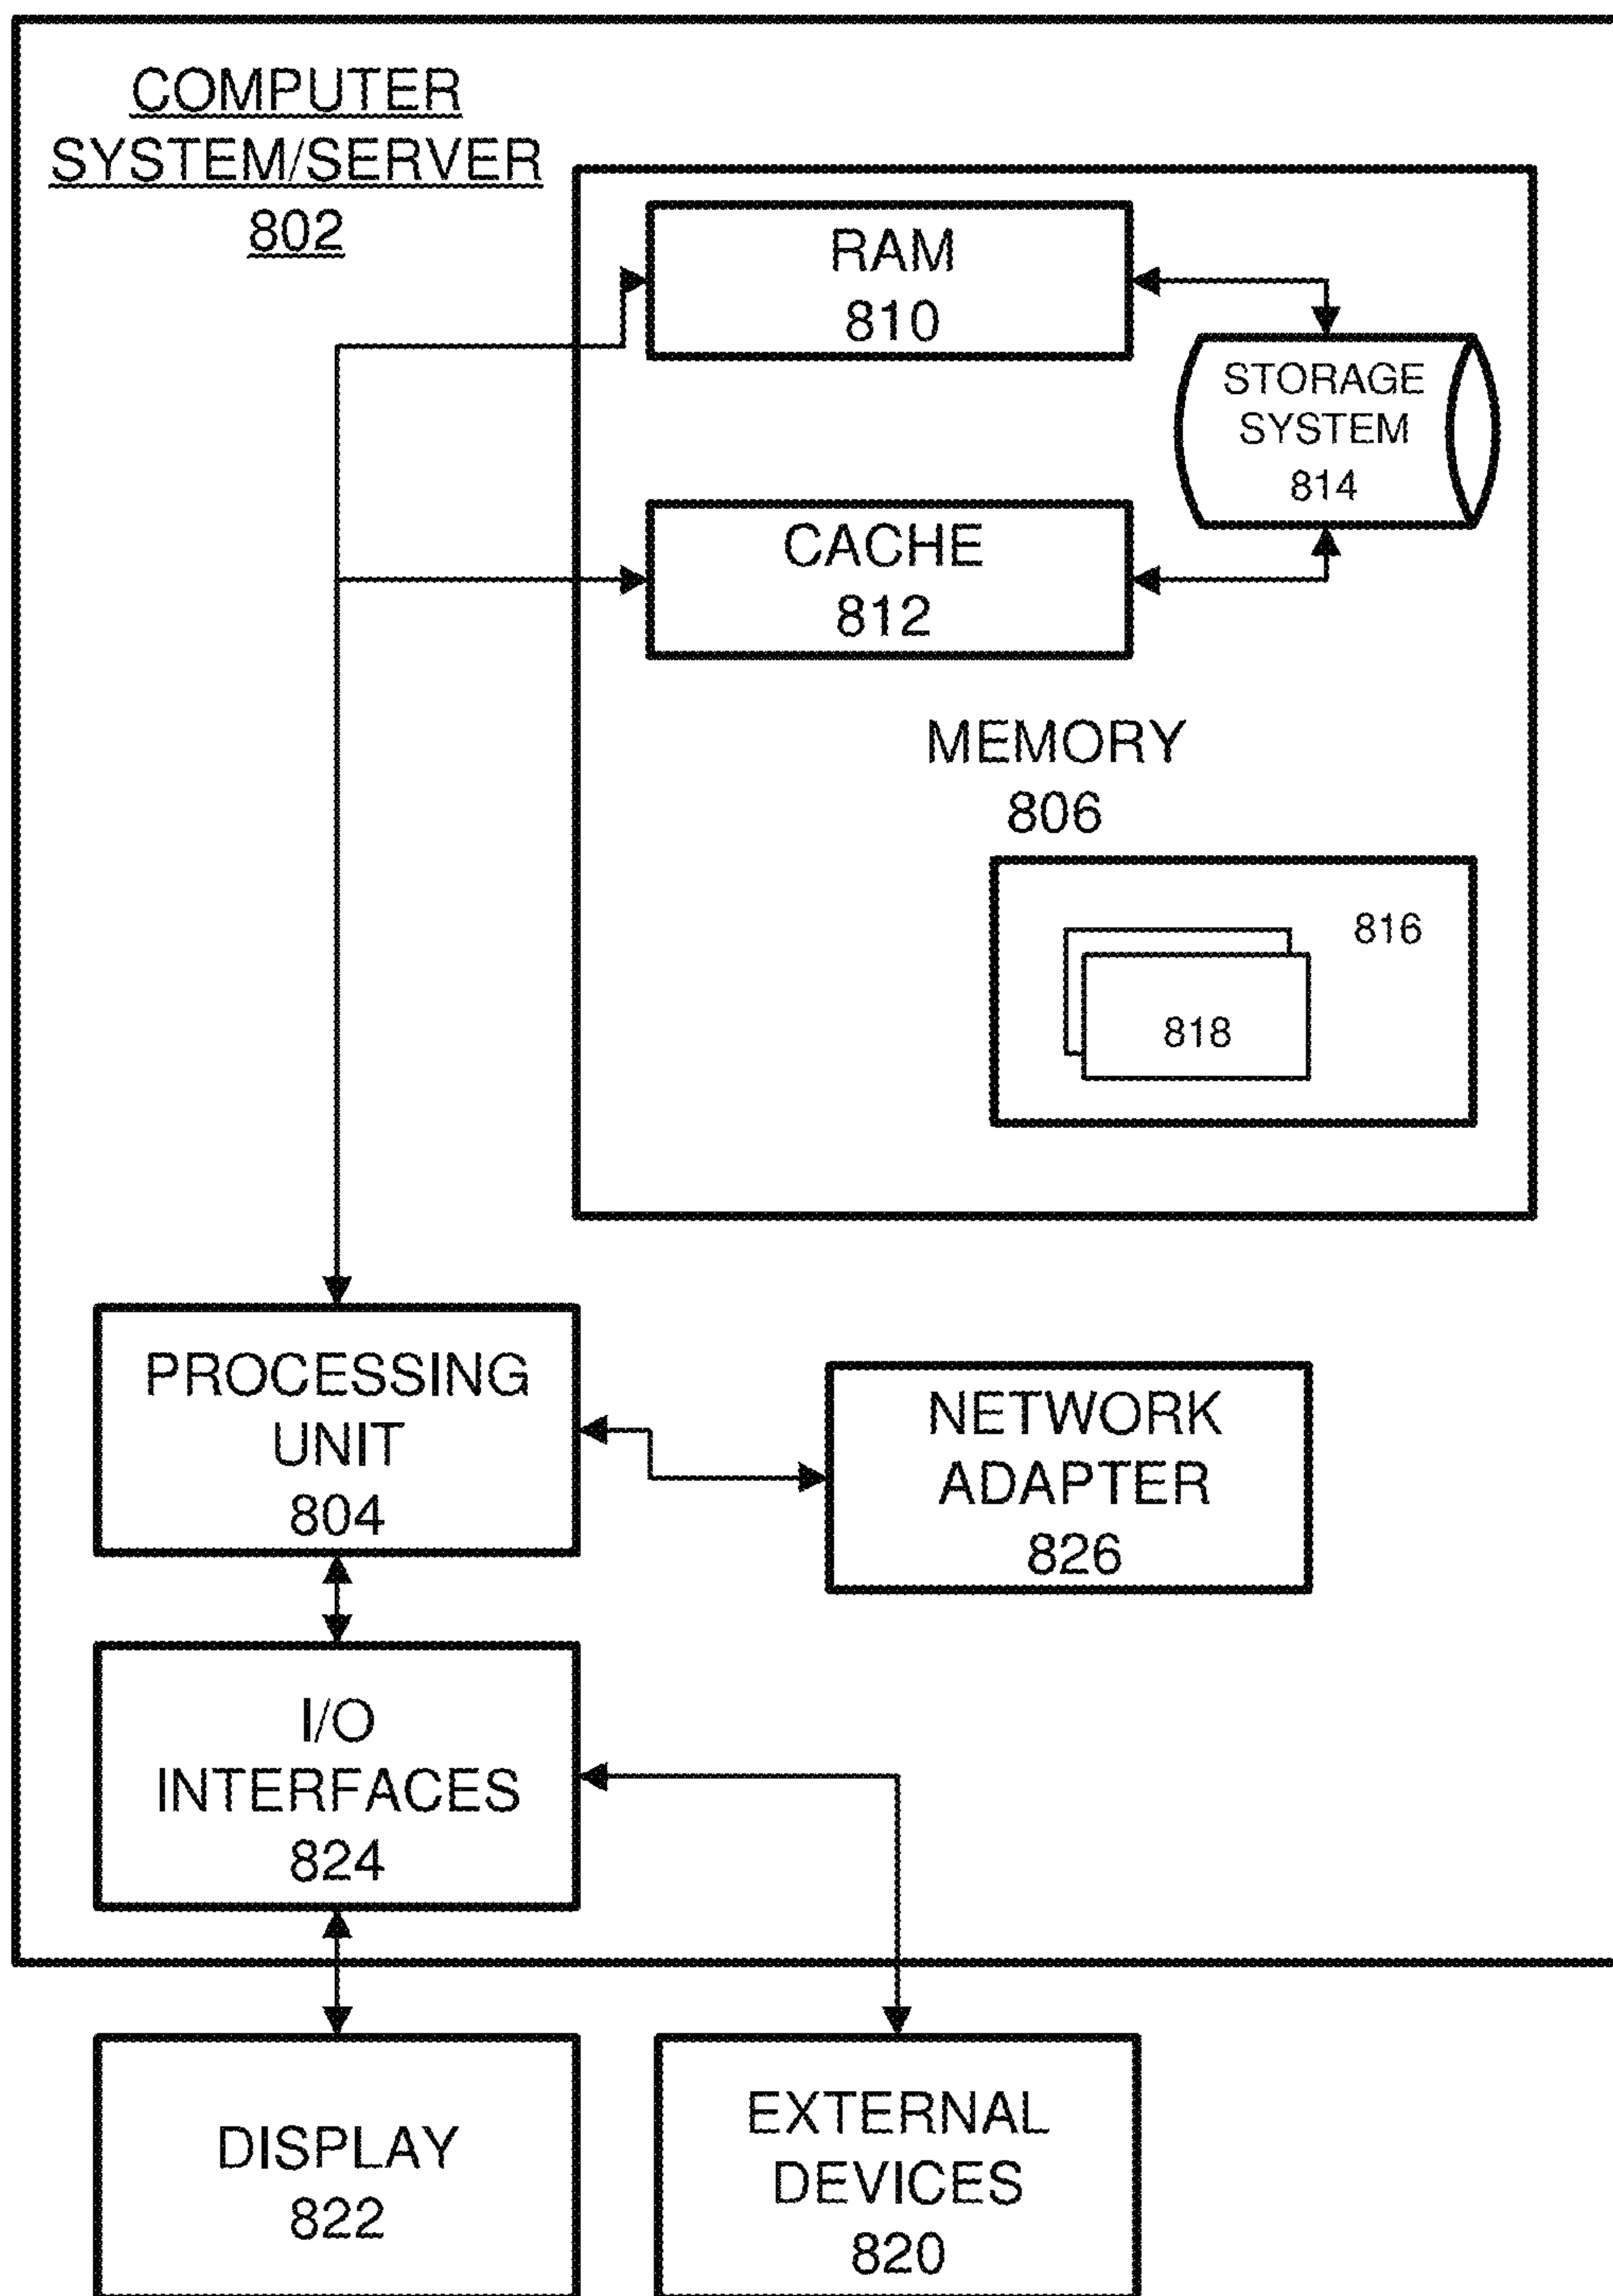 COMPUTER
SYSTEM/SERVER
802
RAM
810
STORAGE
SYSTEM
814
CACHE
812
MEMORY
806
816
818
PROCESSING
UNIT
804
NETWORK
ADAPTER
826
I/O
INTERFACES
824
DISPLAY
822
EXTERNAL
DEVICES
820